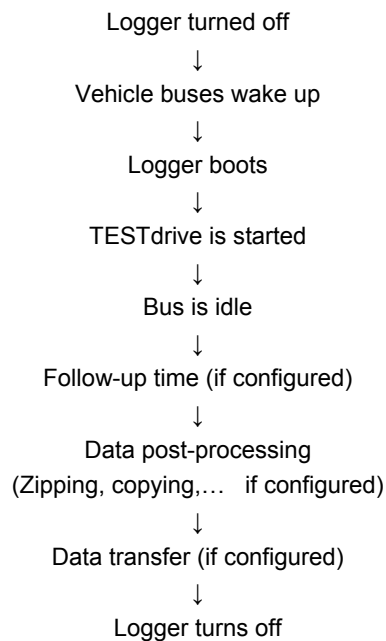 Logger turned off
↓
Vehicle buses wake up
↓
Logger boots
↓
TESTdrive is started
↓
Bus is idle
↓
Follow-up time (if configured)
↓
Data post-processing
(Zipping, copying,… if configured)
↓
Data transfer (if configured)
↓
Logger turns off